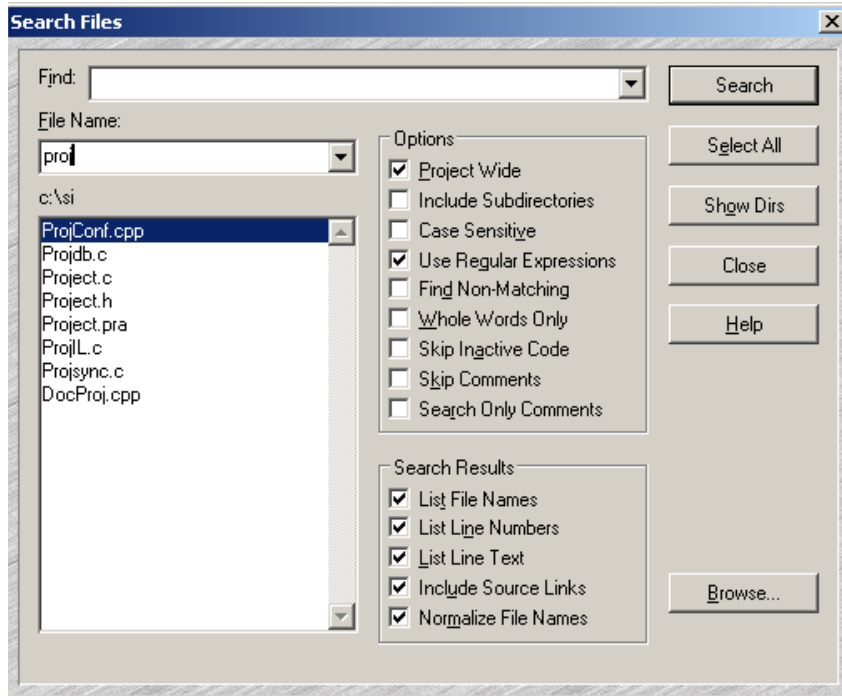 Search Files
Find:
Search
File Name:
proj
Select All
c:\si
Show Dirs
ProjConf.cpp
Projdb.c
Project.c
Project.h
Project.pra
ProjIL.c
Projsync.c
DocProj.cpp
Options
Project Wide
Include Subdirectories
Case Sensitive
Use Regular Expressions
Find Non-Matching
Whole Words Only
Skip Inactive Code
Skip Comments
Search Only Comments
Close
Help
Search Results
List File Names
List Line Numbers
List Line Text
Include Source Links
Normalize File Names
Browse...